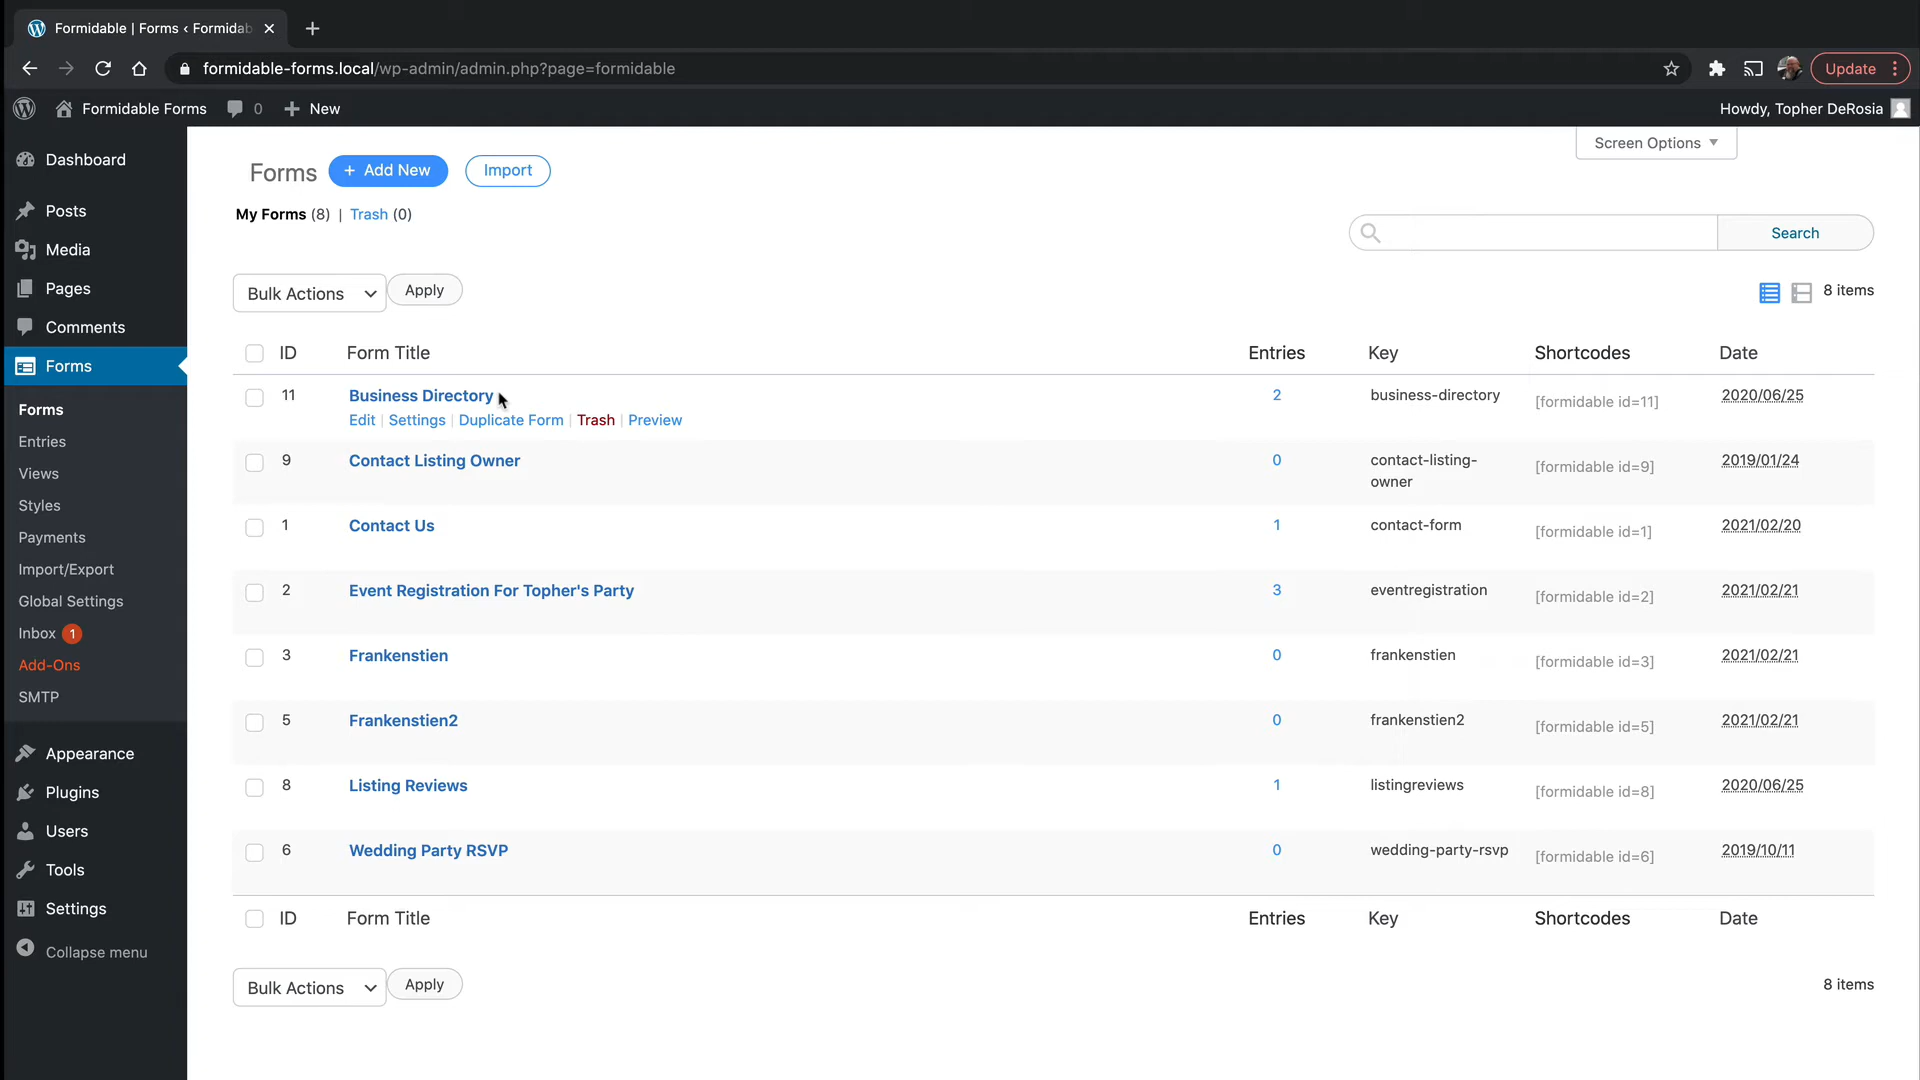 Formidable | Forms ‹ Formidab
formidable-forms.local/wp-admin/admin.php?page=formidable
Update
Formidable Forms
0
New
Howdy, Topher DeRosia
Dashboard
Posts
Media
Pages
Comments
Forms
Forms
Entries
Views
Styles
Payments
Import/Export
Global Settings
Inbox 1
Add-Ons
SMTP
Appearance
Plugins
Users
Tools
Settings
Collapse menu
Screen Options
Forms + Add New Import
My Forms (8) | Trash (0)
Search
Bulk Actions Apply
8 items
ID Form Title Entries Key Shortcodes Date
11 Business Directory 2 business-directory [formidable id=11] 2020/06/25
Edit | Settings | Duplicate Form | Trash | Preview
9 Contact Listing Owner 0 contact-listing- [formidable id=9] 2019/01/24
owner
1 Contact Us 1 contact-form [formidable id=1] 2021/02/20
2 Event Registration For Topher's Party 3 eventregistration [formidable id=2] 2021/02/21
3 Frankenstien 0 frankenstien [formidable id=3] 2021/02/21
5 Frankenstien2 0 frankenstien2 [formidable id=5] 2021/02/21
8 Listing Reviews 1 listingreviews [formidable id=8] 2020/06/25
6 Wedding Party RSVP 0 wedding-party-rsvp [formidable id=6] 2019/10/11
ID Form Title Entries Key Shortcodes Date
Bulk Actions Apply
8 items